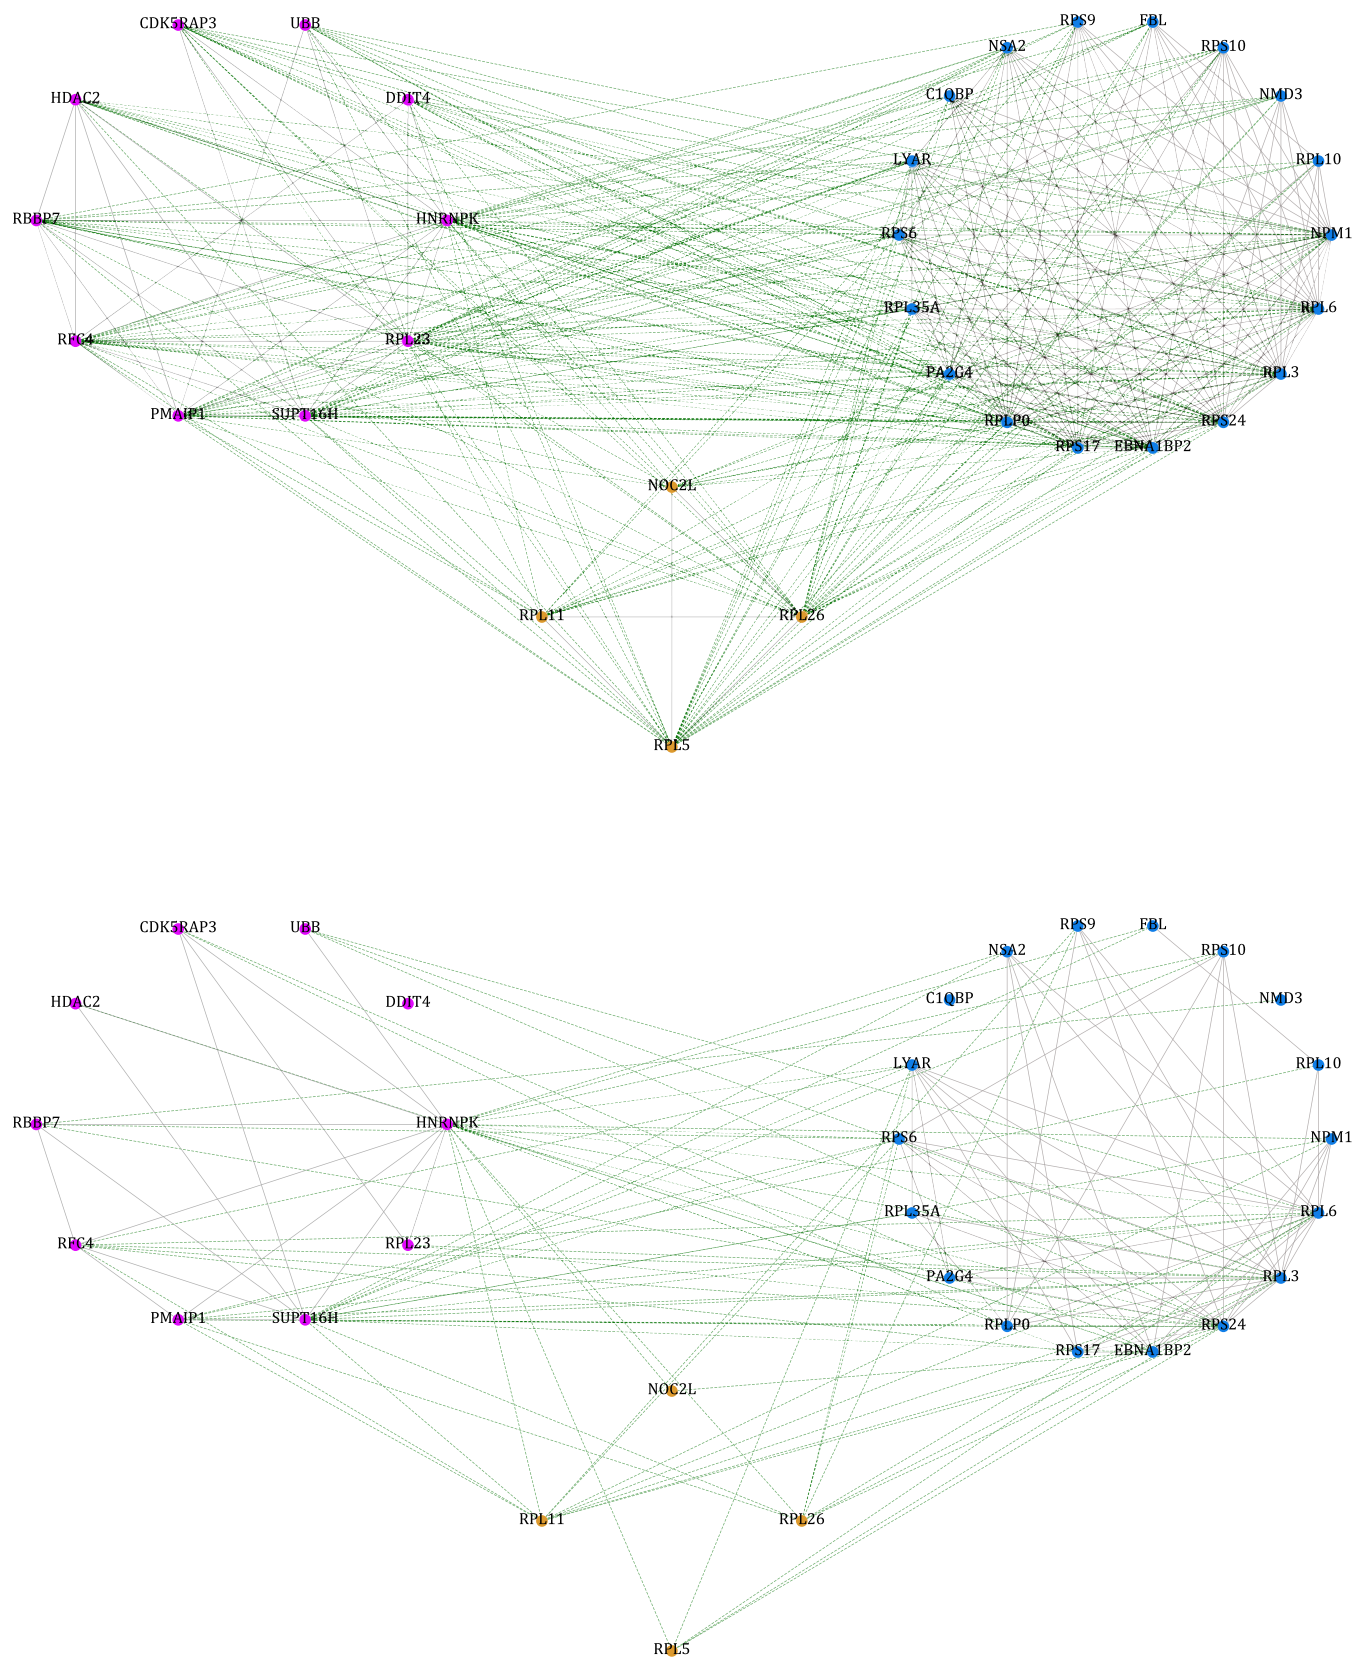 CDK5RAP3
UBB
RPS9
FBL
NSA2
RPS10
HDAC2
DDIT4
C1QBP
NMD3
LYAR
RPL10
RBBP7
HNRNPK
RPS6
NPM1
RPL35A
RPL6
RFC4
RPL23
PA2G4
RPL3
PMAIP1
SUPT16H
RPLP0
RPS24
RPS17
EBNA1BP2
NOC2L
RPL11
RPL26
RPL5
CDK5RAP3
UBB
RPS9
FBL
NSA2
RPS10
HDAC2
DDIT4
C1QBP
NMD3
LYAR
RPL10
RBBP7
HNRNPK
RPS6
NPM1
RPL35A
RPL6
RFC4
RPL23
PA2G4
RPL3
PMAIP1
SUPT16H
RPLP0
RPS24
RPS17
EBNA1BP2
NOC2L
RPL11
RPL26
RPL5